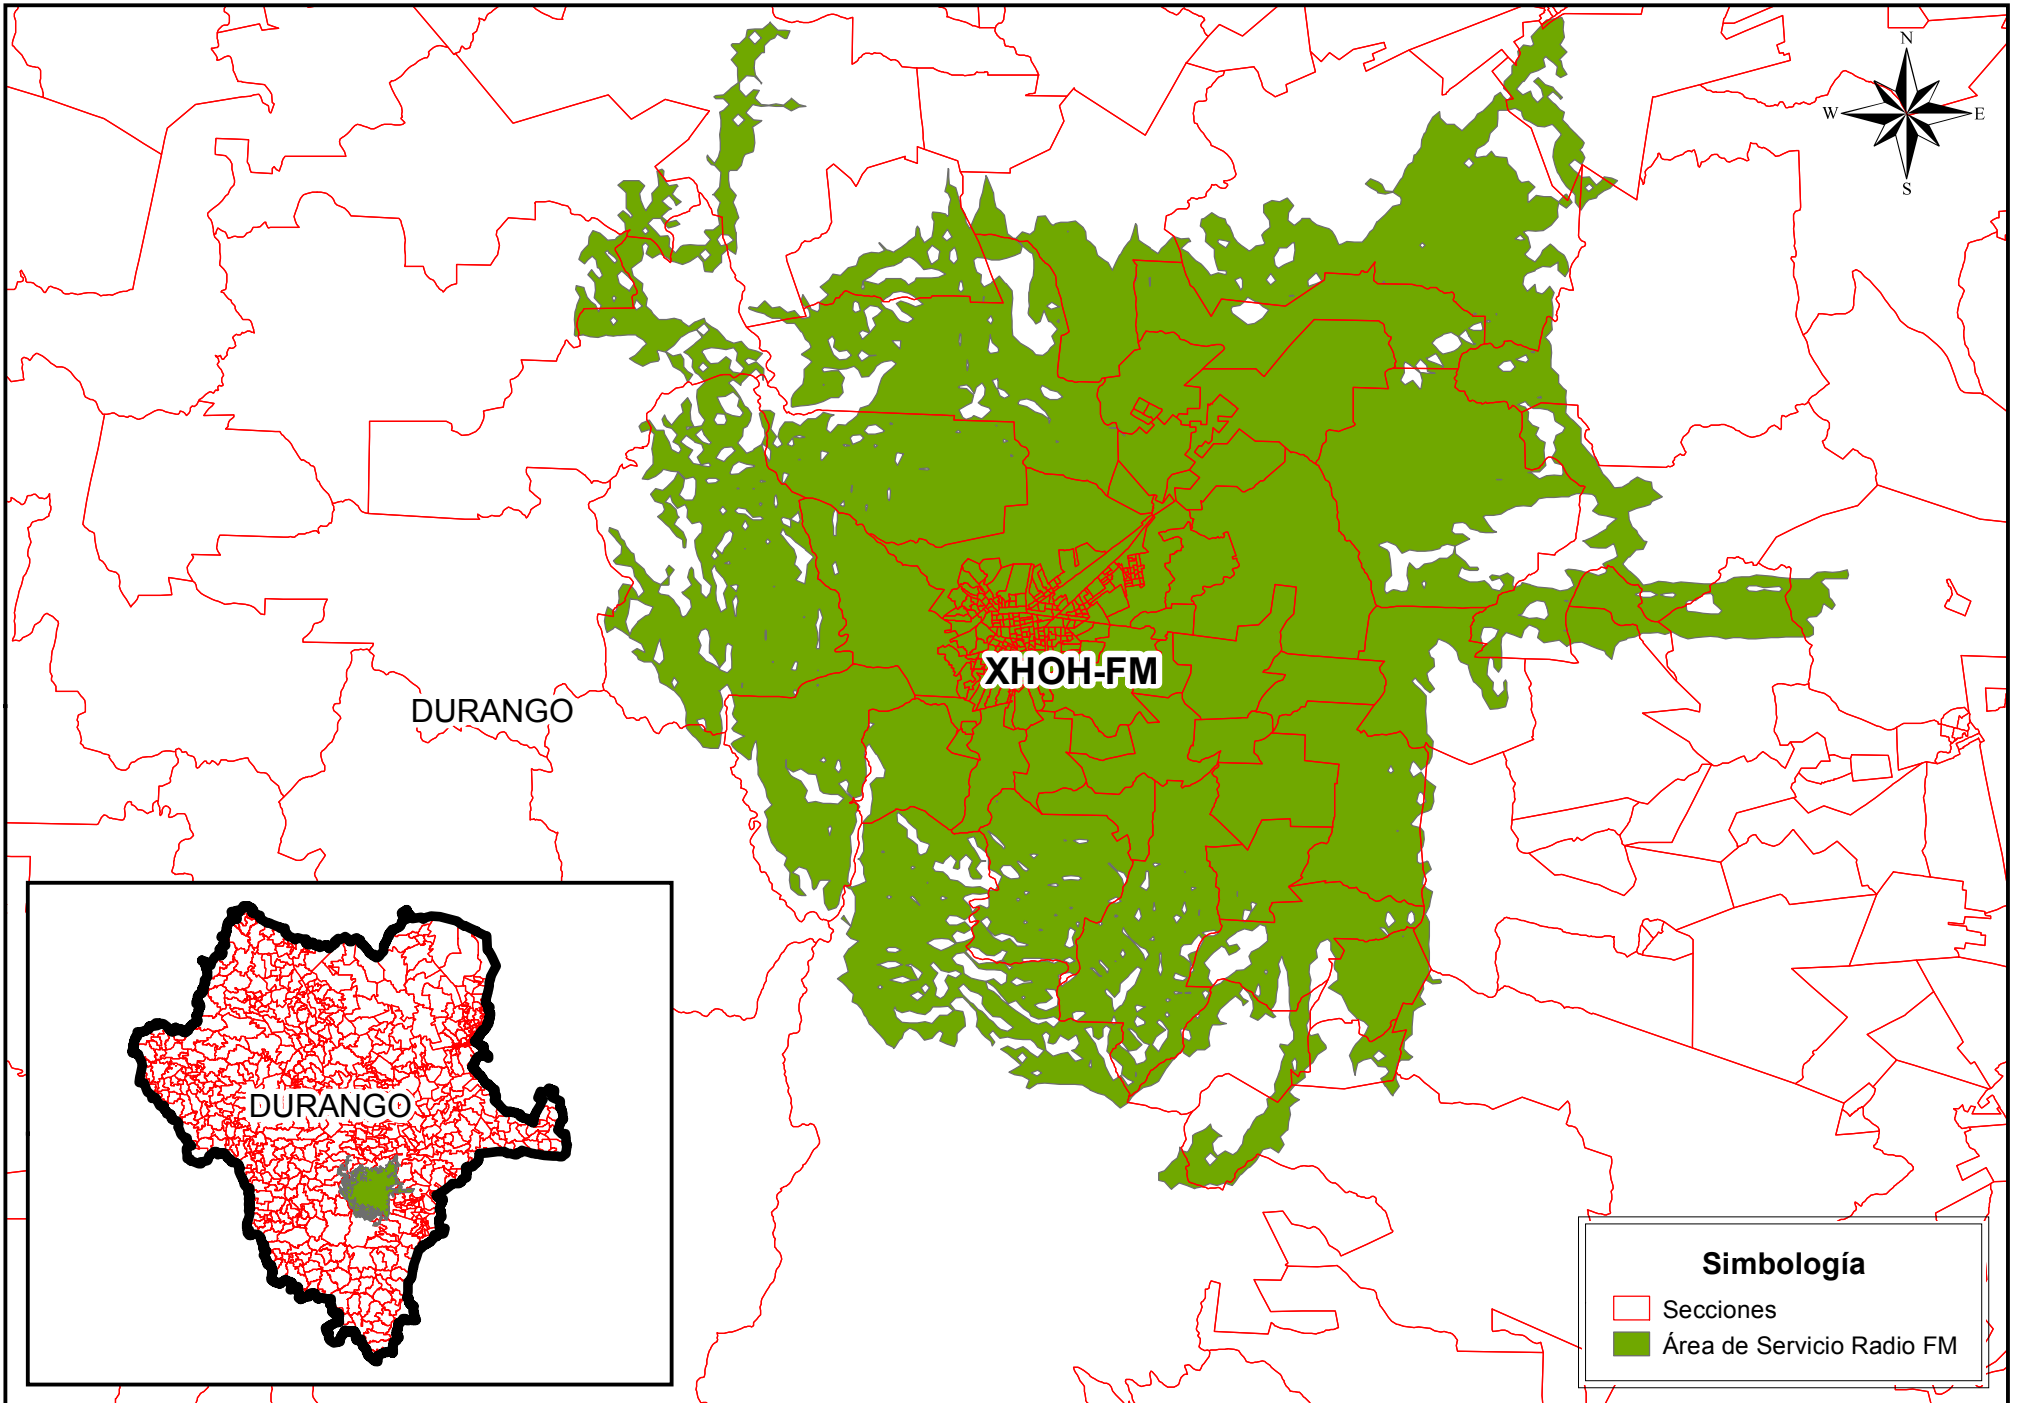 N
W E
S
XHOH-FM
DURANGO
DURANGO
Simbología
Secciones
Área de Servicio Radio FM